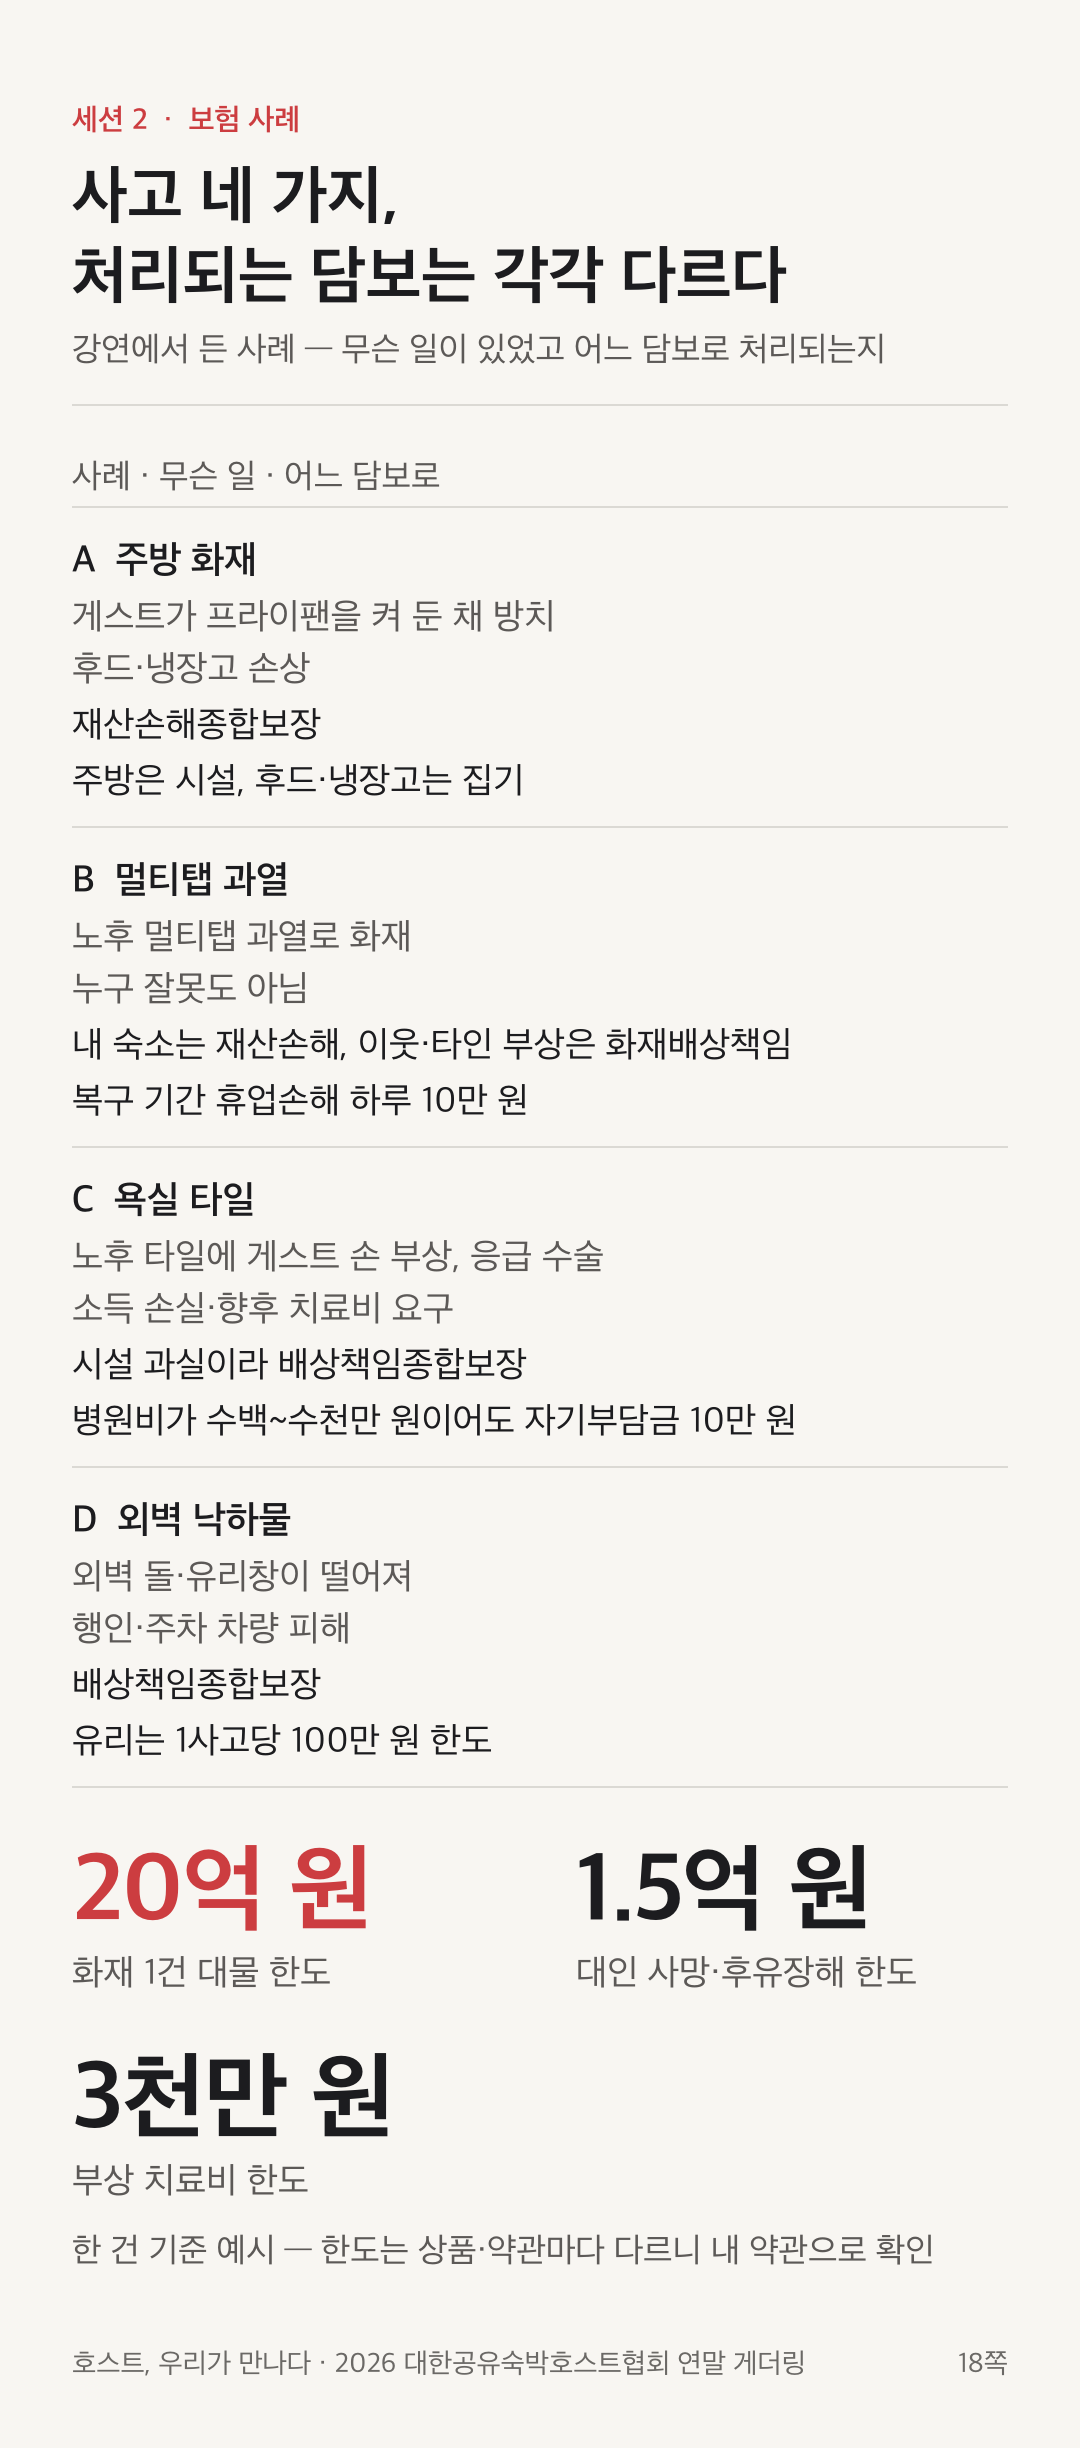 세션 2 · 보험 사례
사고 네 가지,
처리되는 담보는 각각 다르다
강연에서 든 사례 — 무슨 일이 있었고 어느 담보로 처리되는지
사례 · 무슨 일 · 어느 담보로
A 주방 화재
게스트가 프라이팬을 켜 둔 채 방치
후드·냉장고 손상
재산손해종합보장
주방은 시설, 후드·냉장고는 집기
B 멀티탭 과열
노후 멀티탭 과열로 화재
누구 잘못도 아님
내 숙소는 재산손해, 이웃·타인 부상은 화재배상책임
복구 기간 휴업손해 하루 10만 원
C 욕실 타일
노후 타일에 게스트 손 부상, 응급 수술
소득 손실·향후 치료비 요구
시설 과실이라 배상책임종합보장
병원비가 수백~수천만 원이어도 자기부담금 10만 원
D 외벽 낙하물
외벽 돌·유리창이 떨어져
행인·주차 차량 피해
배상책임종합보장
유리는 1사고당 100만 원 한도
20억 원
화재 1건 대물 한도
1.5억 원
대인 사망·후유장해 한도
3천만 원
부상 치료비 한도
한 건 기준 예시 — 한도는 상품·약관마다 다르니 내 약관으로 확인
호스트, 우리가 만나다 · 2026 대한공유숙박호스트협회 연말 게더링
18쪽